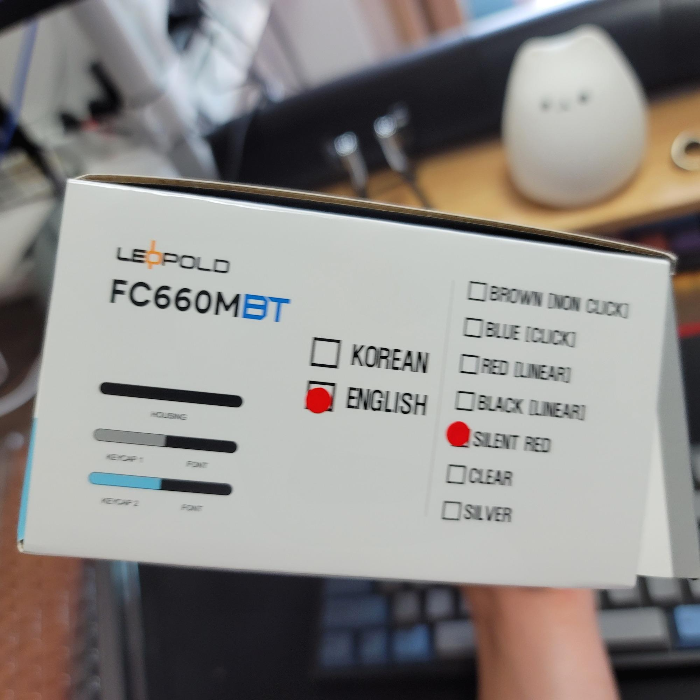 LEOPOLD
FC660MBT
HOUSING
KEYCAP 1 FONT
KEYCAP 2 FONT
KOREAN
ENGLISH
BROWN [NON CLICK]
BLUE [CLICK]
RED [LINEAR]
BLACK [LINEAR]
SILENT RED
CLEAR
SILVER